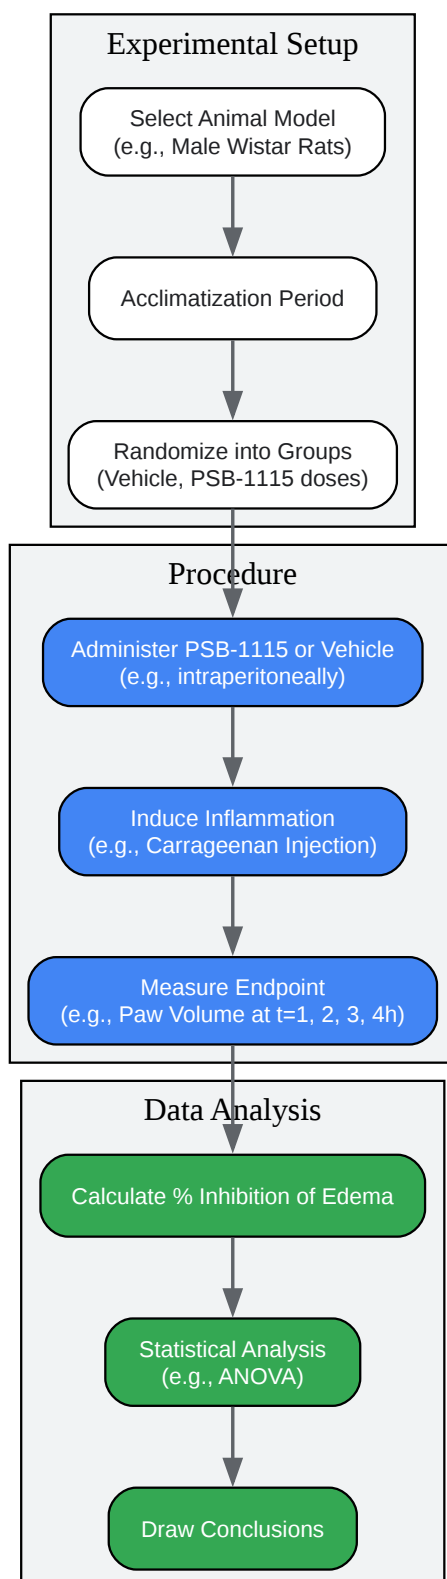 Experimental Setup
Select Animal Model
(e.g., Male Wistar Rats)
Acclimatization Period
Randomize into Groups
(Vehicle, PSB-1115 doses)
Procedure
Administer PSB-1115 or Vehicle
(e.g., intraperitoneally)
Induce Inflammation
(e.g., Carrageenan Injection)
Measure Endpoint
(e.g., Paw Volume at t=1, 2, 3, 4h)
Data Analysis
Calculate % Inhibition of Edema
Statistical Analysis
(e.g., ANOVA)
Draw Conclusions